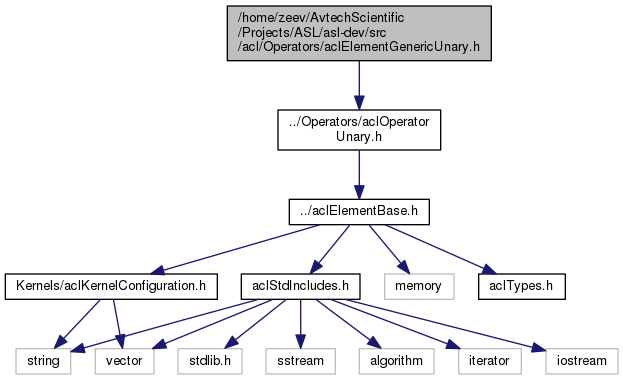 /home/zeev/AvtechScientific
/Projects/ASL/asl-dev/src
/acl/Operators/aclElementGenericUnary.h
../Operators/aclOperator
Unary.h
../aclElementBase.h
Kernels/aclKernelConfiguration.h
aclStdIncludes.h
memory
aclTypes.h
string
vector
stdlib.h
sstream
algorithm
iterator
iostream